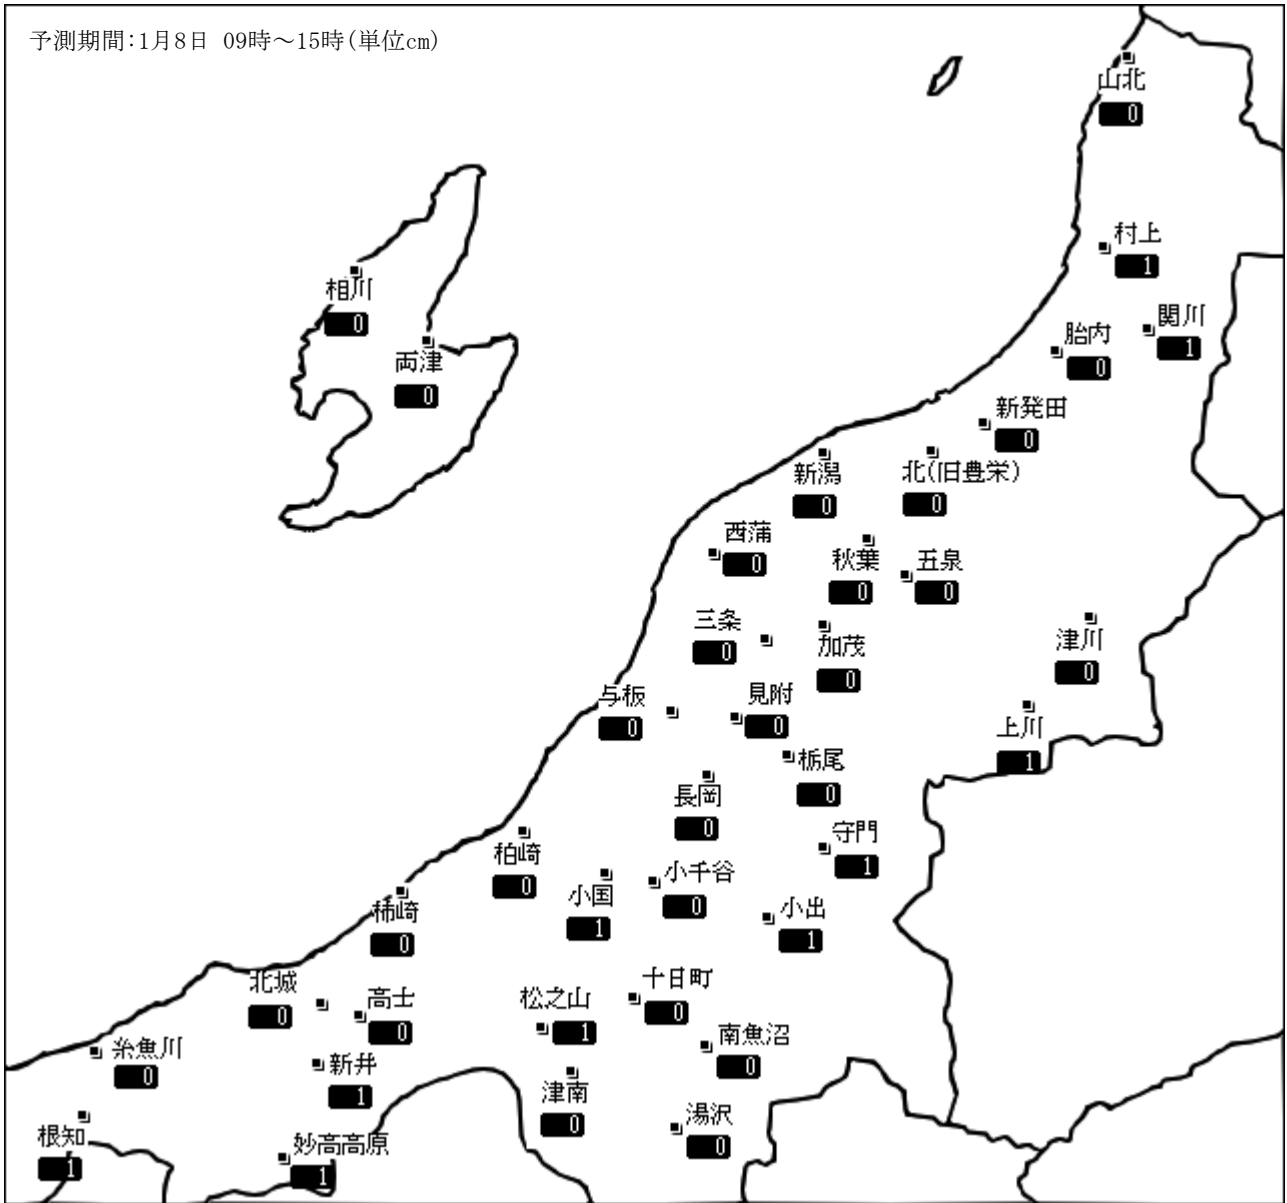 予測期間:1月8日 09時～15時(単位cm)
山北
0
村上
1
関川
1
胎内
0
新発田
0
相川
0
両津
0
新潟
0
北(旧豊栄)
0
西蒲
0
秋葉
0
五泉
0
三条
0
加茂
0
津川
0
与板
0
見附
0
上川
1
栃尾
0
長岡
0
守門
1
柏崎
0
小国
1
小千谷
0
小出
1
柿崎
0
北城
0
高士
0
松之山
1
十日町
0
南魚沼
0
糸魚川
0
新井
1
津南
0
湯沢
0
根知
1
妙高高原
1